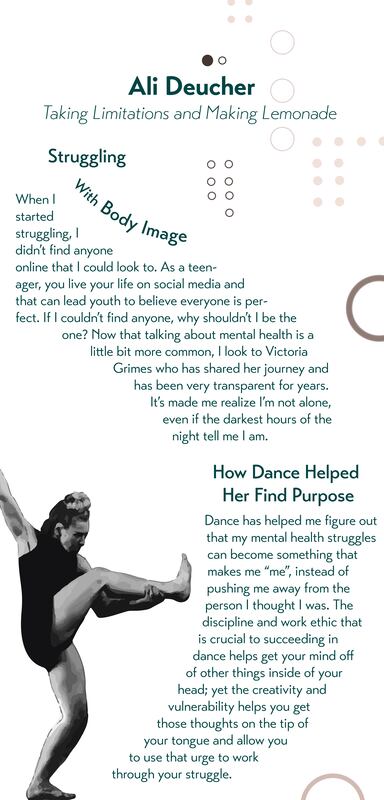 Ali Deucher
Taking Limitations and Making Lemonade
Struggling
With Body Image
When I
started
struggling, I
didn't find anyone
online that I could look to. As a teen-
ager, you live your life on social media and
that can lead youth to believe everyone is per-
fect. If I couldn't find anyone, why shouldn't I be the
one? Now that talking about mental health is a
little bit more common, I look to Victoria
Grimes who has shared her journey and
has been very transparent for years.
It's made me realize I'm not alone,
even if the darkest hours of the
night tell me I am.
How Dance Helped
Her Find Purpose
Dance has helped me figure out
that my mental health struggles
can become something that
makes me “me”, instead of
pushing me away from the
person I thought I was. The
discipline and work ethic that
is crucial to succeeding in
dance helps get your mind off
of other things inside of your
head; yet the creativity and
vulnerability helps you get
those thoughts on the tip of
your tongue and allow you
to use that urge to work
through your struggle.